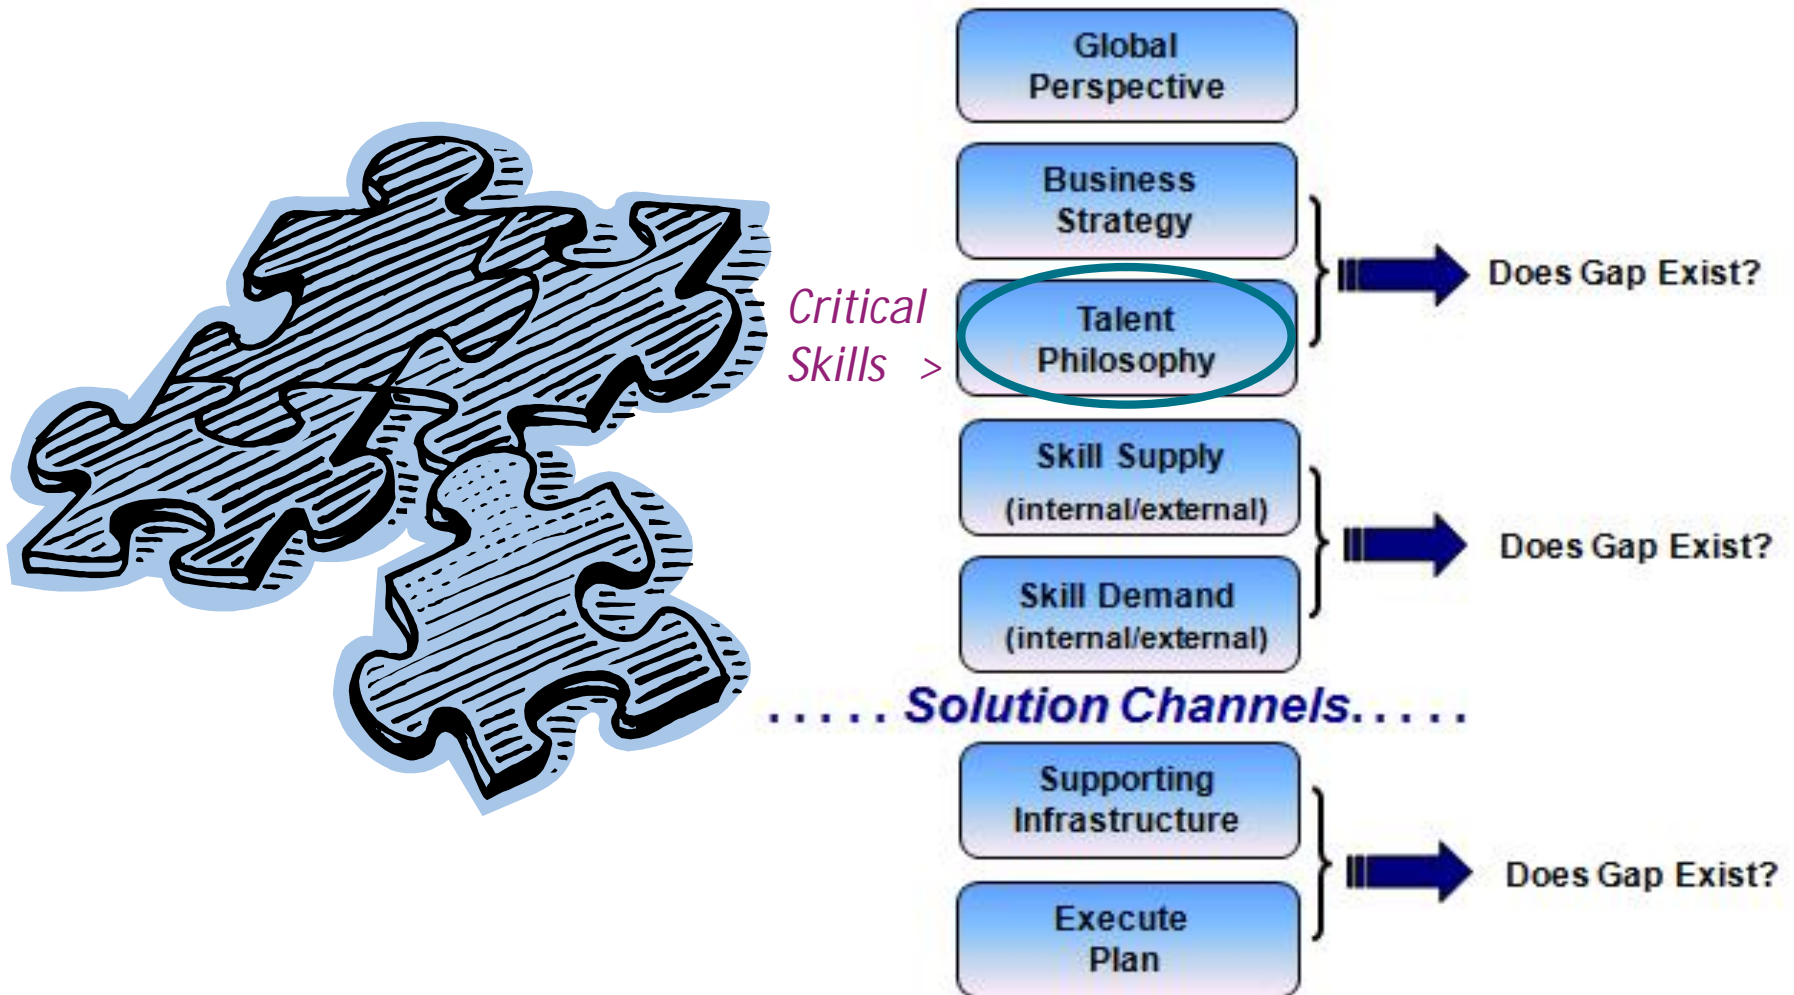 Global
Perspective
Business
Strategy
Does Gap Exist?
Critical
Skills >
Talent
Philosophy
Skill Supply
(internal/external)
Does Gap Exist?
Skill Demand
(internal/external)
. . . . . Solution Channels. . . . .
Supporting
Infrastructure
Does Gap Exist?
Execute
Plan